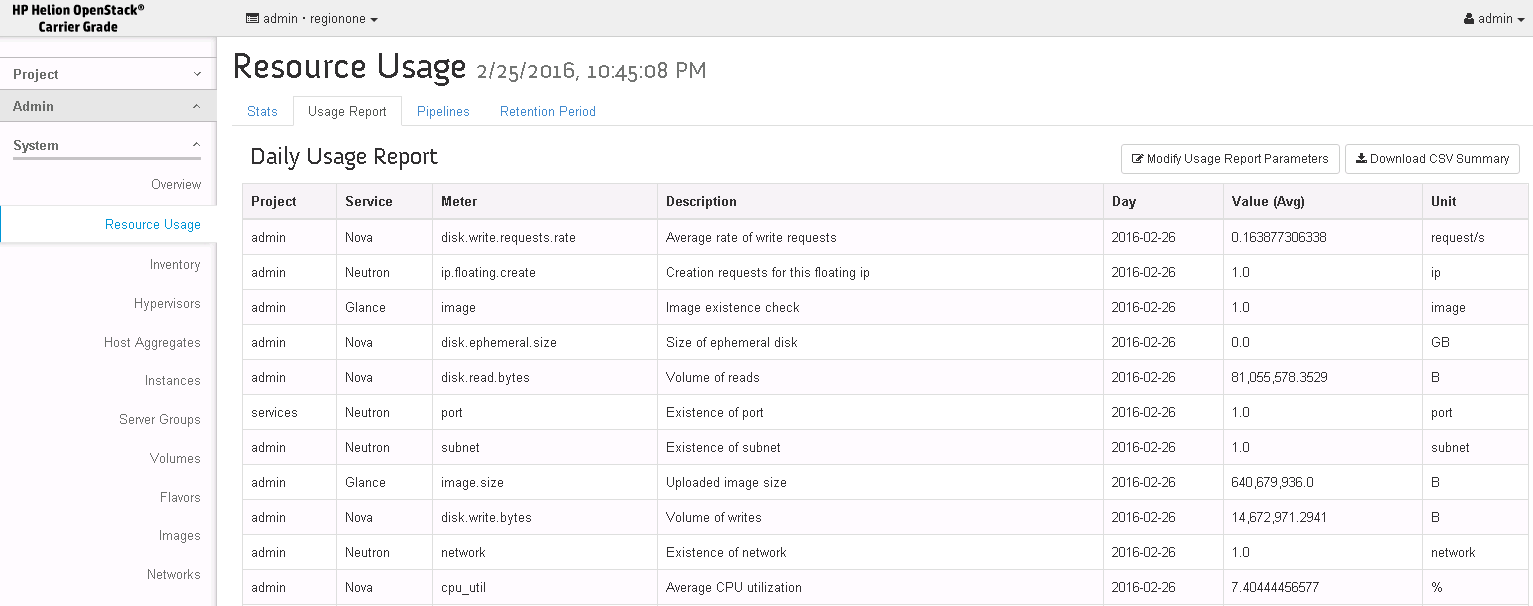 HP Helion OpenStack®
Carrier Grade
admin • regionone
admin
Project
Admin
System
Overview
Resource Usage
Inventory
Hypervisors
Host Aggregates
Instances
Server Groups
Volumes
Flavors
Images
Networks
Resource Usage 2/25/2016, 10:45:08 PM
Stats Usage Report Pipelines Retention Period
Daily Usage Report
Modify Usage Report Parameters Download CSV Summary
Project Service Meter Description Day Value (Avg) Unit
admin Nova disk.write.requests.rate Average rate of write requests 2016-02-26 0.163877306338 request/s
admin Neutron ip.floating.create Creation requests for this floating ip 2016-02-26 1.0 ip
admin Glance image Image existence check 2016-02-26 1.0 image
admin Nova disk.ephemeral.size Size of ephemeral disk 2016-02-26 0.0 GB
admin Nova disk.read.bytes Volume of reads 2016-02-26 81,055,578.3529 B
services Neutron port Existence of port 2016-02-26 1.0 port
admin Neutron subnet Existence of subnet 2016-02-26 1.0 subnet
admin Glance image.size Uploaded image size 2016-02-26 640,679,936.0 B
admin Nova disk.write.bytes Volume of writes 2016-02-26 14,672,971.2941 B
admin Neutron network Existence of network 2016-02-26 1.0 network
admin Nova cpu_util Average CPU utilization 2016-02-26 7.40444456577 %